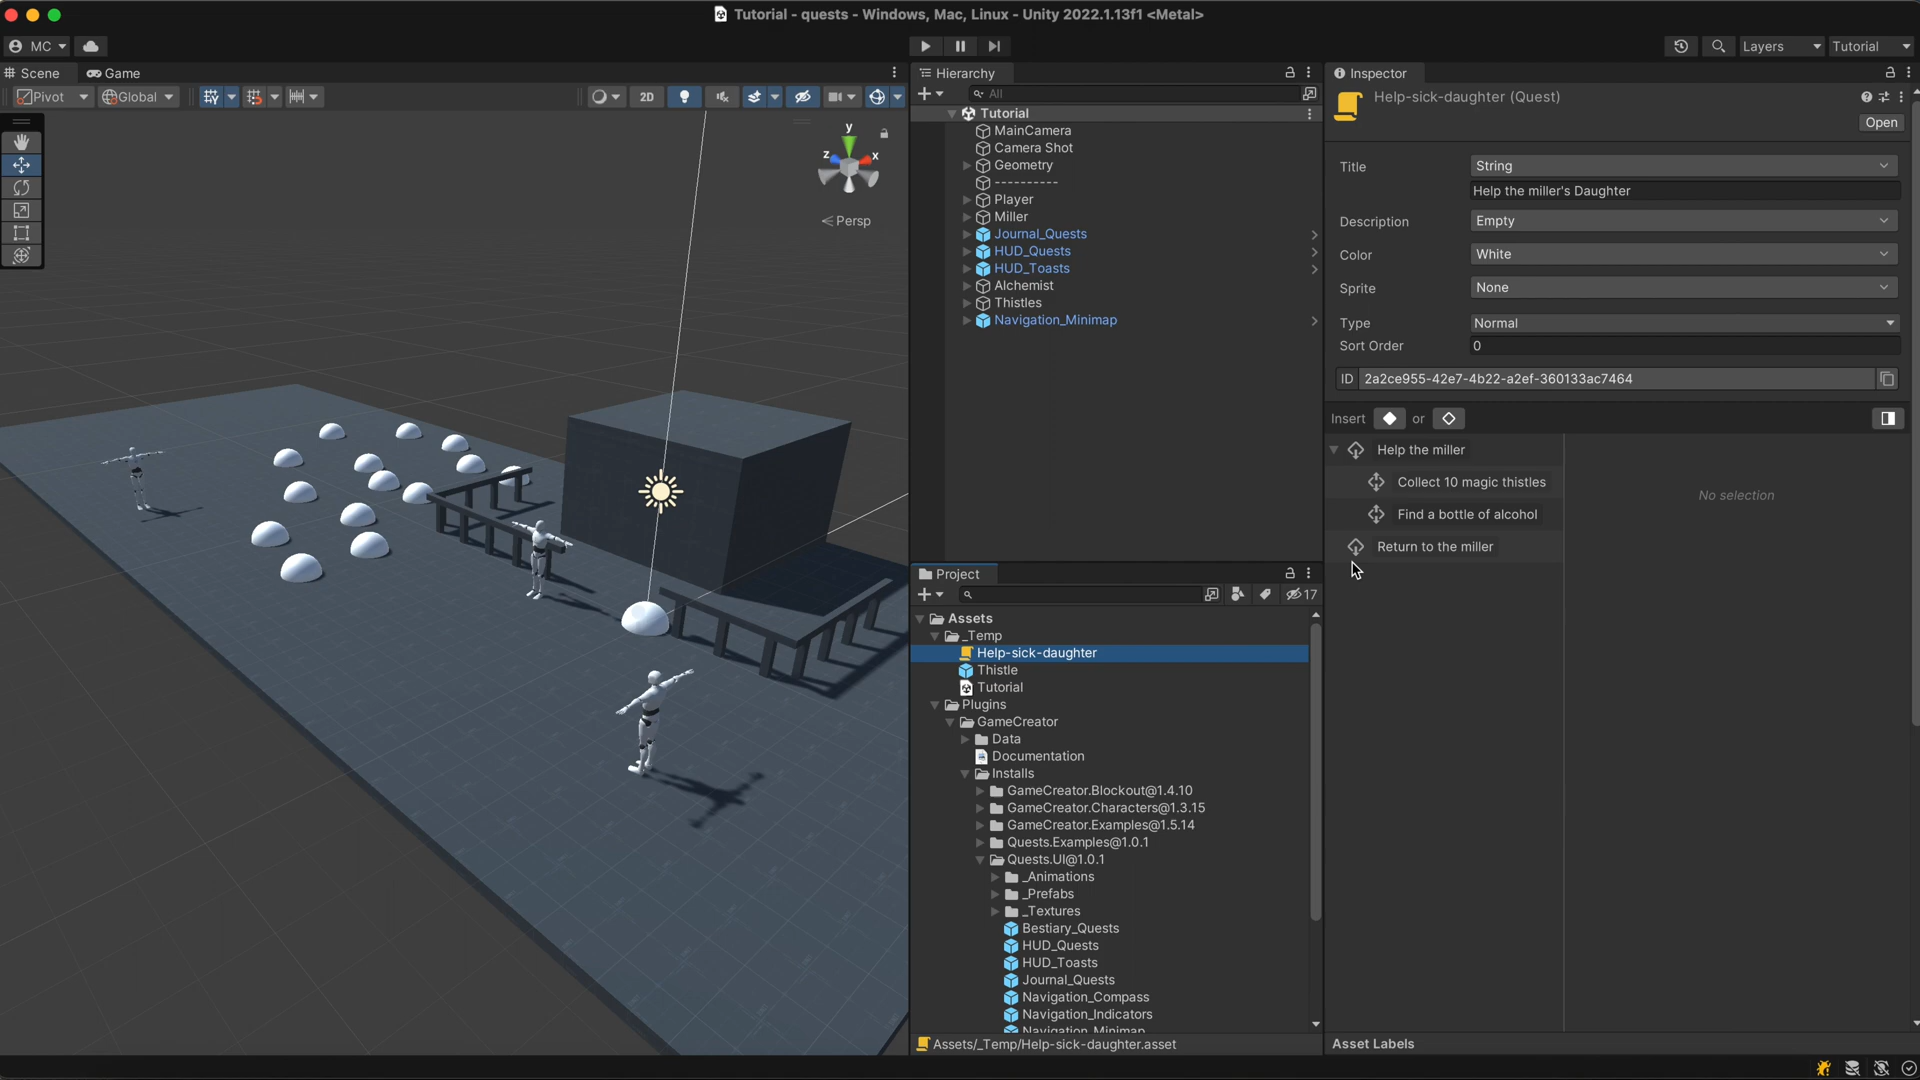 Tutorial - quests - Windows, Mac, Linux - Unity 2022.1.13f1 <Metal>
MC
Layers
Tutorial
Scene
Game
Pivot
Global
2D
y
z
x
Persp
Hierarchy
All
Tutorial
MainCamera
Camera Shot
Geometry
----------
Player
Miller
Journal_Quests
HUD_Quests
HUD_Toasts
Alchemist
Thistles
Navigation_Minimap
Project
17
Assets
_Temp
Help-sick-daughter
Thistle
Tutorial
Plugins
GameCreator
Data
Documentation
Installs
GameCreator.Blockout@1.4.10
GameCreator.Characters@1.3.15
GameCreator.Examples@1.5.14
Quests.Examples@1.0.1
Quests.UI@1.0.1
_Animations
_Prefabs
_Textures
Bestiary_Quests
HUD_Quests
HUD_Toasts
Journal_Quests
Navigation_Compass
Navigation_Indicators
Navigation_Minimap
Assets/_Temp/Help-sick-daughter.asset
Inspector
Help-sick-daughter (Quest)
Open
Title
String
Help the miller's Daughter
Description
Empty
Color
White
Sprite
None
Type
Normal
Sort Order
0
ID
2a2ce955-42e7-4b22-a2ef-360133ac7464
Insert
or
Help the miller
Collect 10 magic thistles
Find a bottle of alcohol
Return to the miller
No selection
Asset Labels